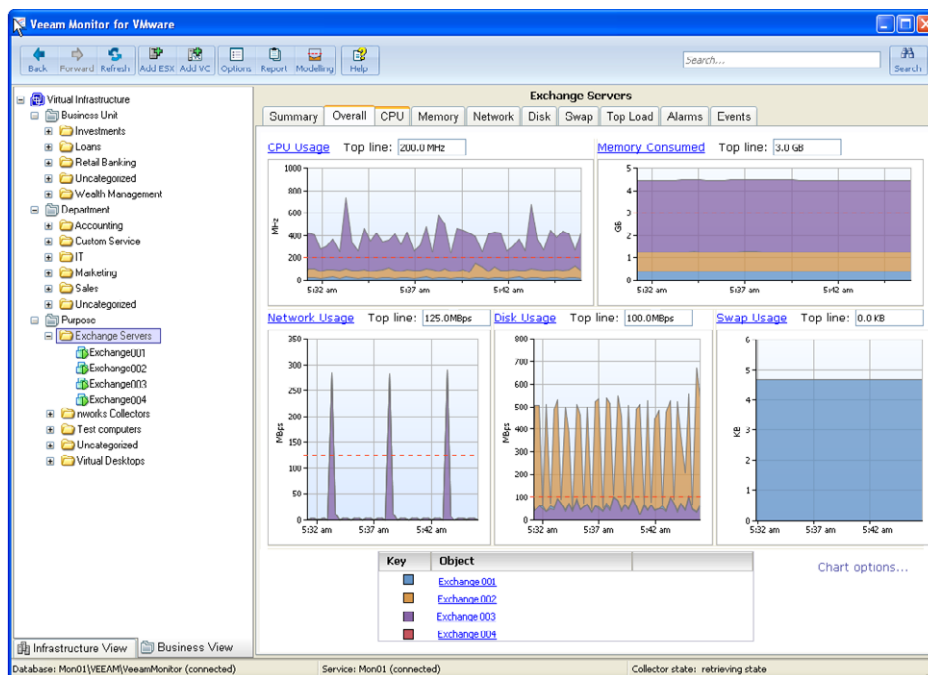 Veeam Monitor for VMware
Back Forward Refresh Add ESX Add VC Options Report Modelling Help Search... Search
Virtual Infrastructure
Business Unit
Investments
Loans
Retail Banking
Uncategorized
Wealth Management
Department
Accounting
Custom Service
IT
Marketing
Sales
Uncategorized
Purpose
Exchange Servers
Exchange001
Exchange002
Exchange003
Exchange004
nworks Collectors
Test computers
Uncategorized
Virtual Desktops
Infrastructure View Business View
Exchange Servers
Summary Overall CPU Memory Network Disk Swap Top Load Alarms Events
CPU Usage Top line: 200.0 MHz
1000
800
600
400
200
0
MHz
5:32 am 5:37 am 5:42 am
Memory Consumed Top line: 3.0 GB
5
4
3
2
1
0
GB
5:32 am 5:37 am 5:42 am
Network Usage Top line: 125.0MBps
350
300
250
200
150
100
50
0
MBps
5:32 am 5:37 am 5:42 am
Disk Usage Top line: 100.0MBps
800
700
600
500
400
300
200
100
0
MBps
5:32 am 5:37 am 5:42 am
Swap Usage Top line: 0.0 KB
6
5
4
3
2
1
0
KB
5:32 am 5:37 am 5:42 am
Key Object
Exchange 001
Exchange 002
Exchange 003
Exchange 004
Chart options...
Database: Mon01\VEEAM\VeeamMonitor (connected) Service: Mon01 (connected) Collector state: retrieving state